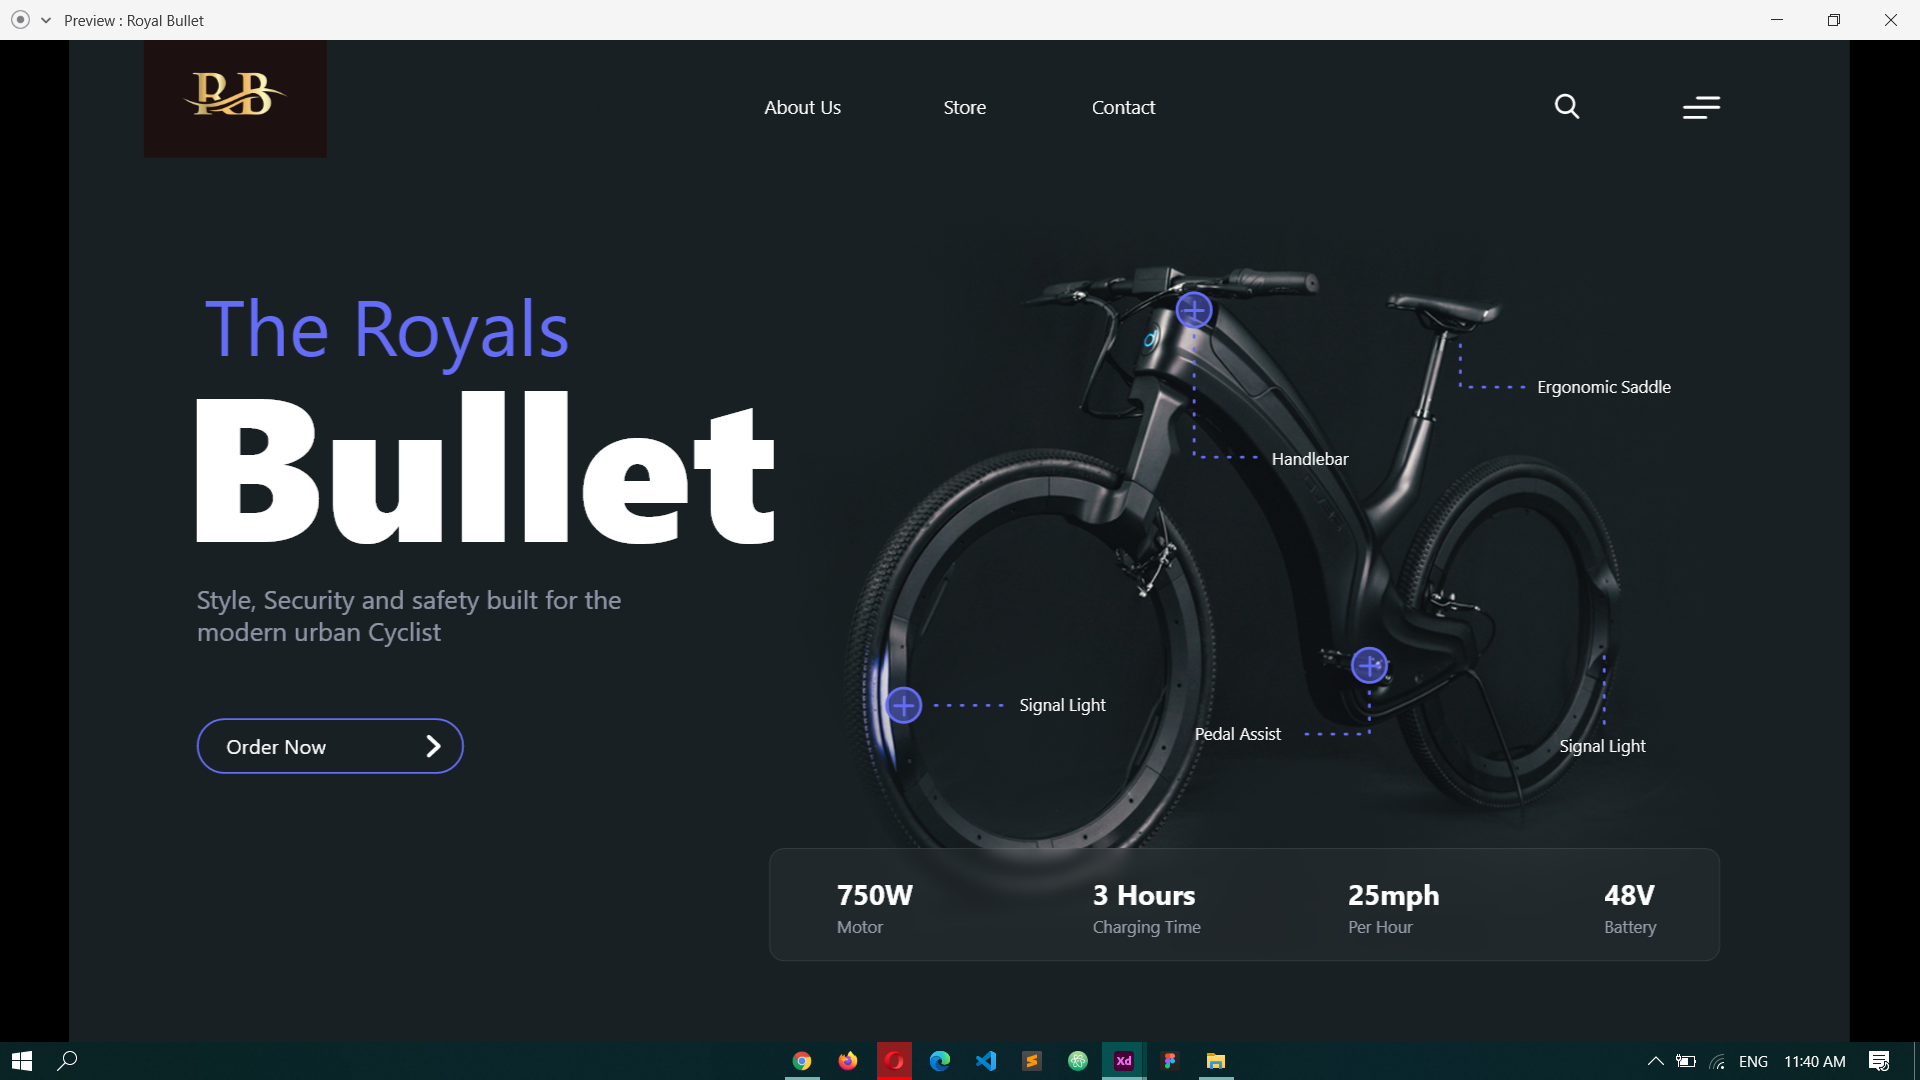 Preview : Royal Bullet
RB
About Us
Store
Contact
The Royals
Bullet
Style, Security and safety built for the
modern urban Cyclist
Order Now
Ergonomic Saddle
Handlebar
Signal Light
Pedal Assist
Signal Light
750W
Motor
3 Hours
Charging Time
25mph
Per Hour
48V
Battery
Xd
ENG
11:40 AM